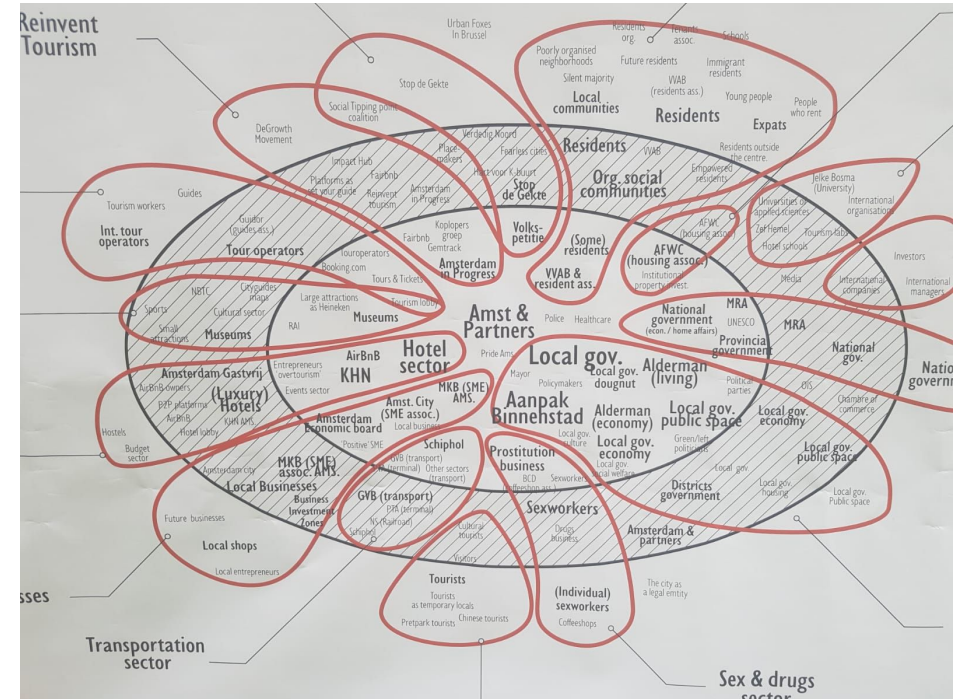 Reinvent
Tourism
Urban Foxes
In Brussel
Stop de Gekte
Social Tipping point
coalition
DeGrowth
Movement
Residents
org.
Tenants
assoc.
Schools
Poorly organised
neighborhoods
Future residents
Immigrant
residents
Silent majority
VVAB
(residents ass.)
Local
communities
Young people
Residents
People
who rent
Expats
Residents outside
the centre.
Verdedig Noord
Place-
makers
Fearless cities
Residents
VVAB
Empowered
residents
Impact Hub
Platforms as
get your guide
Fairbnb
Reinvent
tourism
Amsterdam
in Progress
Hart voor K-buurt
Stop
de Gekte
Org. social
communities
Jelke Bosma
(University)
International
organisations
Universities of
applied sciences
Zef Hemel
Tourism labs
Hotel schools
Guides
Tourism workers
Int. tour
operators
Guidor
(guides ass.)
Tour operators
Koplopers
groep
Gemtrack
Fairbnb
Volks-
petitie
(Some)
residents
AFWC
(housing assoc)
AFWC
(housing assoc.)
Institutional
property invest.
Touroperators
Booking.com
Amsterdam
in Progress
VVAB &
resident ass.
Tours & Tickets
Media
Investors
International
companies
International
managers
NBTC
Cityguides
maps
Sports
Cultural sector
Small
attractions
Museums
Large attractions
as Heineken
Tourism lobby
Museums
RAI
Amst &
Partners
Police
Healthcare
National
government
(econ. / home affairs)
MRA
UNESCO
Provincial
government
MRA
National
gov.
Pride Ams.
AirBnB
Hotel
sector
KHN
Entrepreneurs
overtourism
Events sector
Local gov.
Local gov.
dougnut
Mayor
Policymakers
Alderman
(living)
Political
parties
OIS
Chamber of
commerce
Amsterdam Gastvrij
AirBnB owners
(Luxury)
Hotels
P2P platforms
AirBnB
KHN AMS.
Hotel lobby
Hostels
Budget
sector
MKB (SME)
AMS.
Amst. City
(SME assoc.)
Local business
Amsterdam
Economic board
'Positive' SME
Aanpak
Binnenstad
Alderman
(economy)
Local gov.
public space
Local gov.
economy
Local gov.
culture
Local gov.
economy
Green/left
Local gov.
social welfare
Local gov.
public space
Schiphol
GVB (transport)
Other sectors
(transport)
Prostitution
business
BCD
Sexworkers
Amsterdam city
MKB (SME)
assoc. AMS.
Local Businesses
Business
Investment
Zones
GVB (transport)
PTA (terminal)
NS (Railroad)
Schiphol
Sexworkers
Drugs
business
Districts
government
Local gov.
Local gov.
housing
Local gov.
Public space
Amsterdam &
partners
Cultural
tourists
Visitors
Future businesses
Local shops
Local entrepreneurs
Tourists
Tourists
as temporary locals
Chinese tourists
Pretpark tourists
(Individual)
sexworkers
Coffeeshops
The city as
a legal emtity
Transportation
sector
Sex & drugs